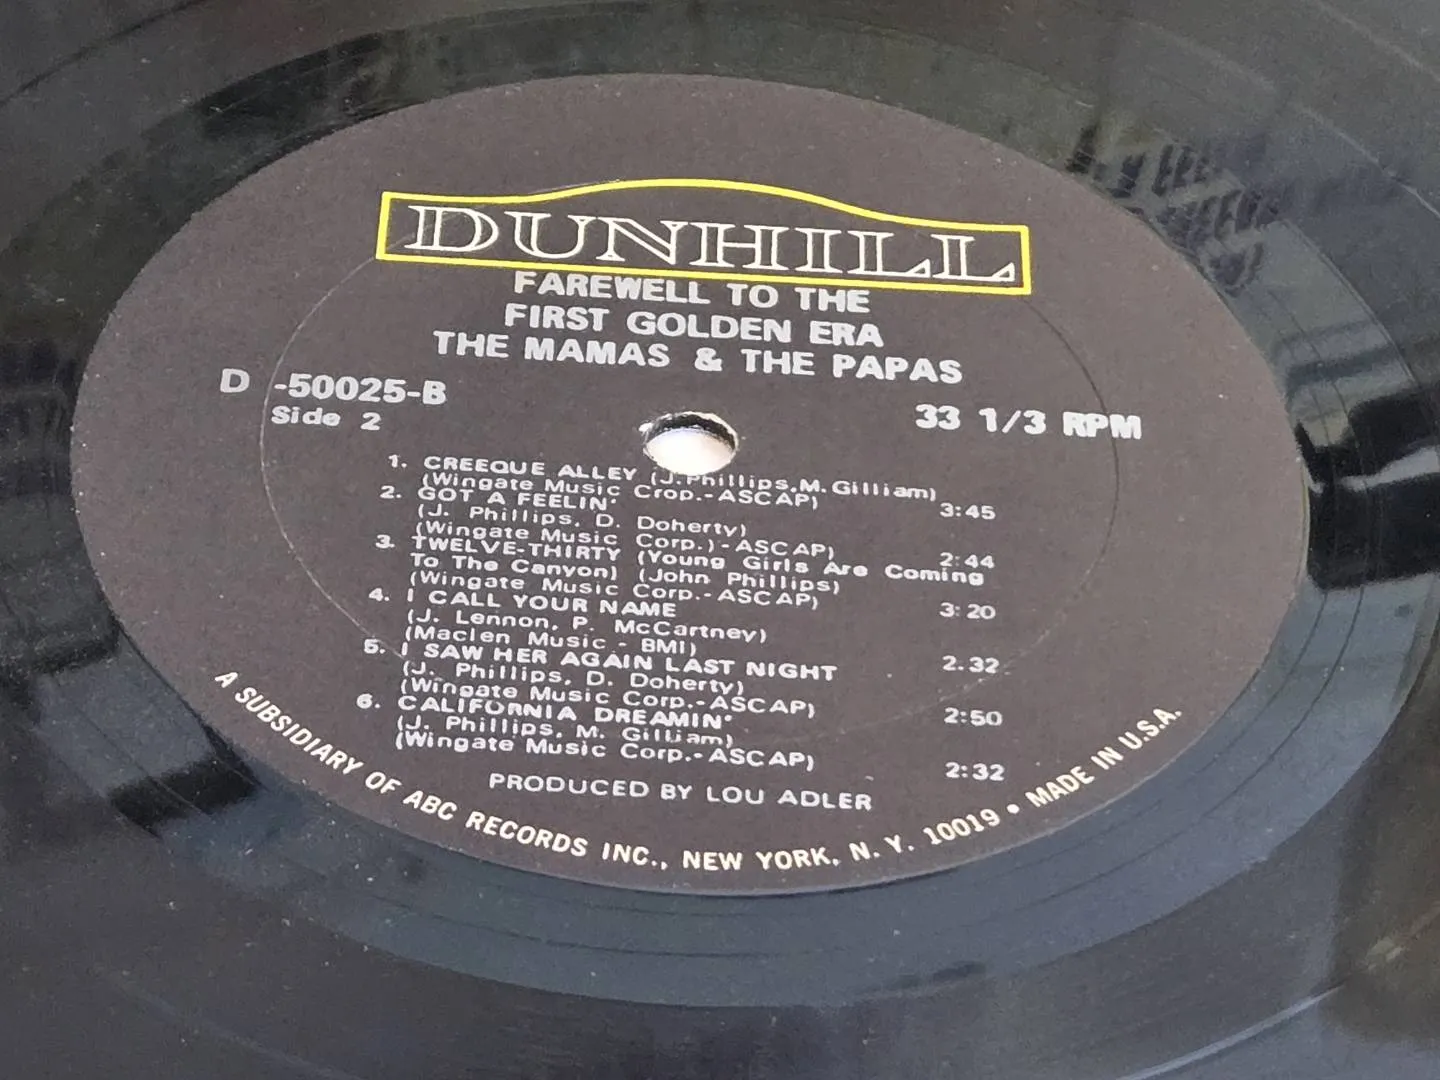 DUNHILL
FAREWELL TO THE
FIRST GOLDEN ERA
THE MAMAS & THE PAPAS
D -50025-B
Side 2
33 1/3 RPM
1. CREEQUE ALLEY (J.Phillips,M.Gilliam)
(Wingate Music Crop.-ASCAP) 3:45
2. GOT A FEELIN'
(J. Phillips, D. Doherty)
(Wingate Music Corp.)-ASCAP) 2:44
3. TWELVE-THIRTY (Young Girls Are Coming
To The Canyon) (John Phillips)
(Wingate Music Corp.-ASCAP) 3:20
4. I CALL YOUR NAME
(J. Lennon, P. McCartney)
(Maclen Music - BMI) 2.32
5. I SAW HER AGAIN LAST NIGHT
(J. Phillips, D. Doherty)
(Wingate Music Corp.-ASCAP) 2:50
6. CALIFORNIA DREAMIN'
(J. Phillips, M. Gilliam)
(Wingate Music Corp.-ASCAP) 2:32
PRODUCED BY LOU ADLER
A SUBSIDIARY OF ABC RECORDS INC., NEW YORK, N.Y. 10019 • MADE IN U.S.A.